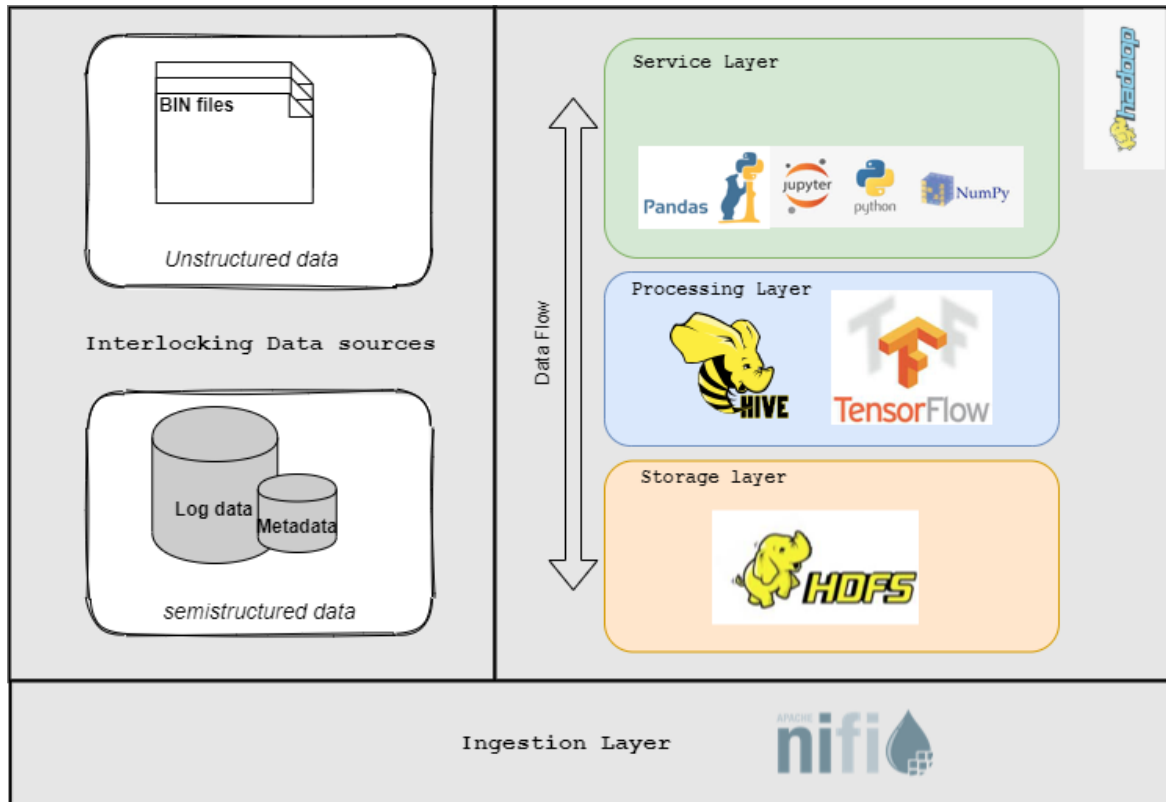 BIN files
Unstructured data
Interlocking Data sources
Log data
Metadata
semistructured data
Data Flow
Service Layer
Pandas
jupyter
python
NumPy
Processing Layer
HIVE
TensorFlow
Storage layer
HDFS
hadoop
Ingestion Layer
APACHE
nifi